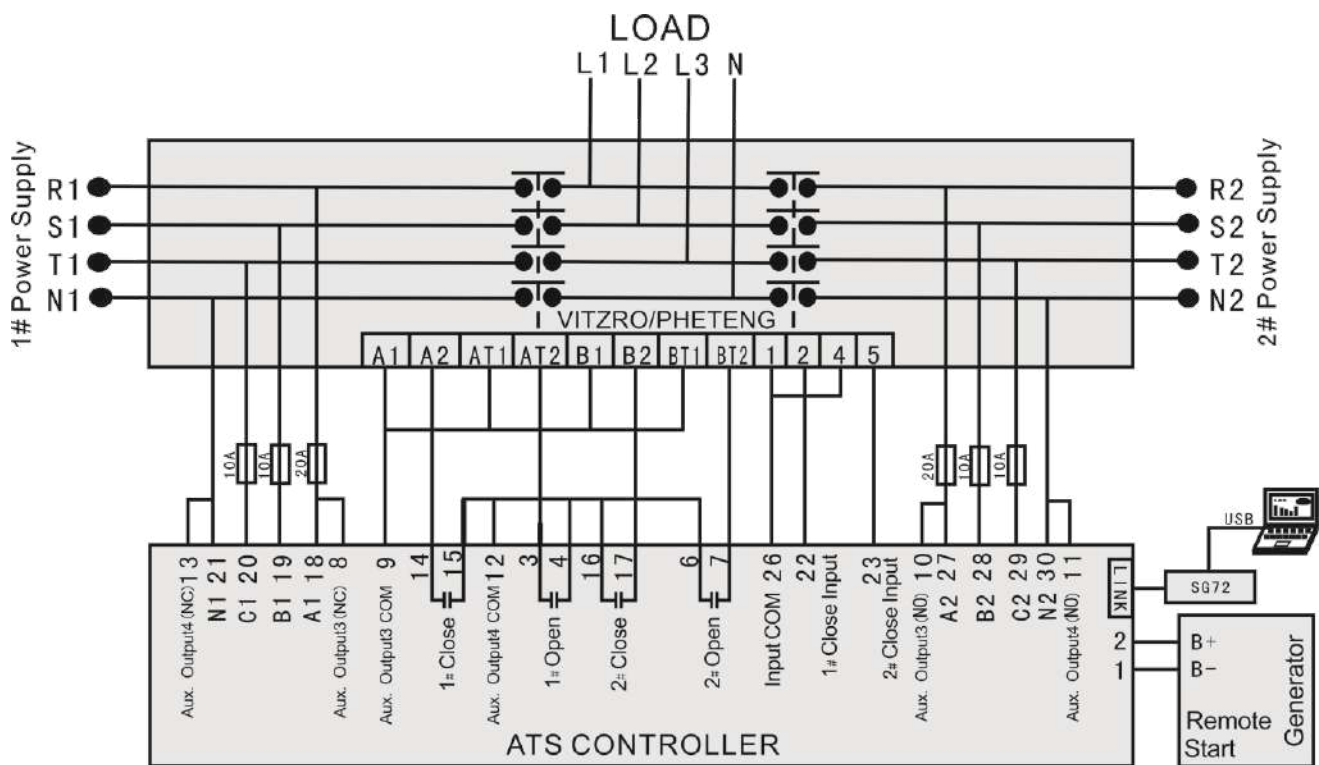 LOAD
L1 L2 L3 N
1# Power Supply
R1
S1
T1
N1
2# Power Supply
R2
S2
T2
N2
VITZRO/PHETENG
A1 A2 AT1 AT2 B1 B2 BT1 BT2 1 2 4 5
10A 10A 20A
20A 10A 10A
USB
SG72
LINK
Aux. Output4 (NC) 13
N1 21
C1 20
B1 19
A1 18
Aux. Output3 (NC) 8
Aux. Output3 COM 9
14
1# Close 15
Aux. Output4 COM 12
3
1# Open 4
16
2# Close 17
6
2# Open 7
Input COM 26
1# Close Input 22
2# Close Input 23
Aux. Output3 (NO) 10
A2 27
B2 28
C2 29
N2 30
Aux. Output4 (NO) 11
2
1
B+
B-
Remote
Start
Generator
ATS CONTROLLER